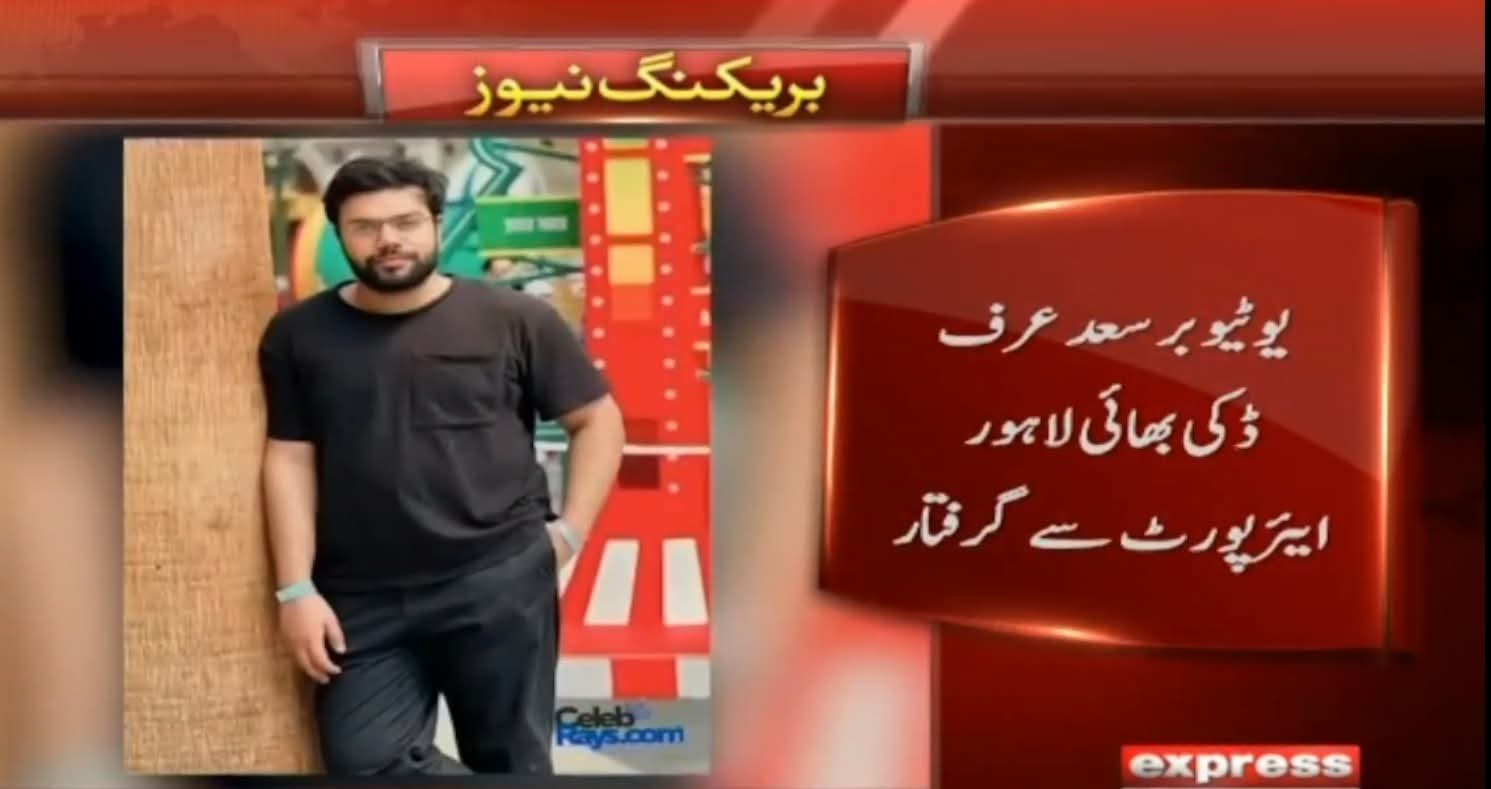 بریکنگ نیوز
یوٹیوبر سعد عرف
ڈکی بھائی لاہور
ایئرپورٹ سے گرفتار
Celeb
Rays.com
express